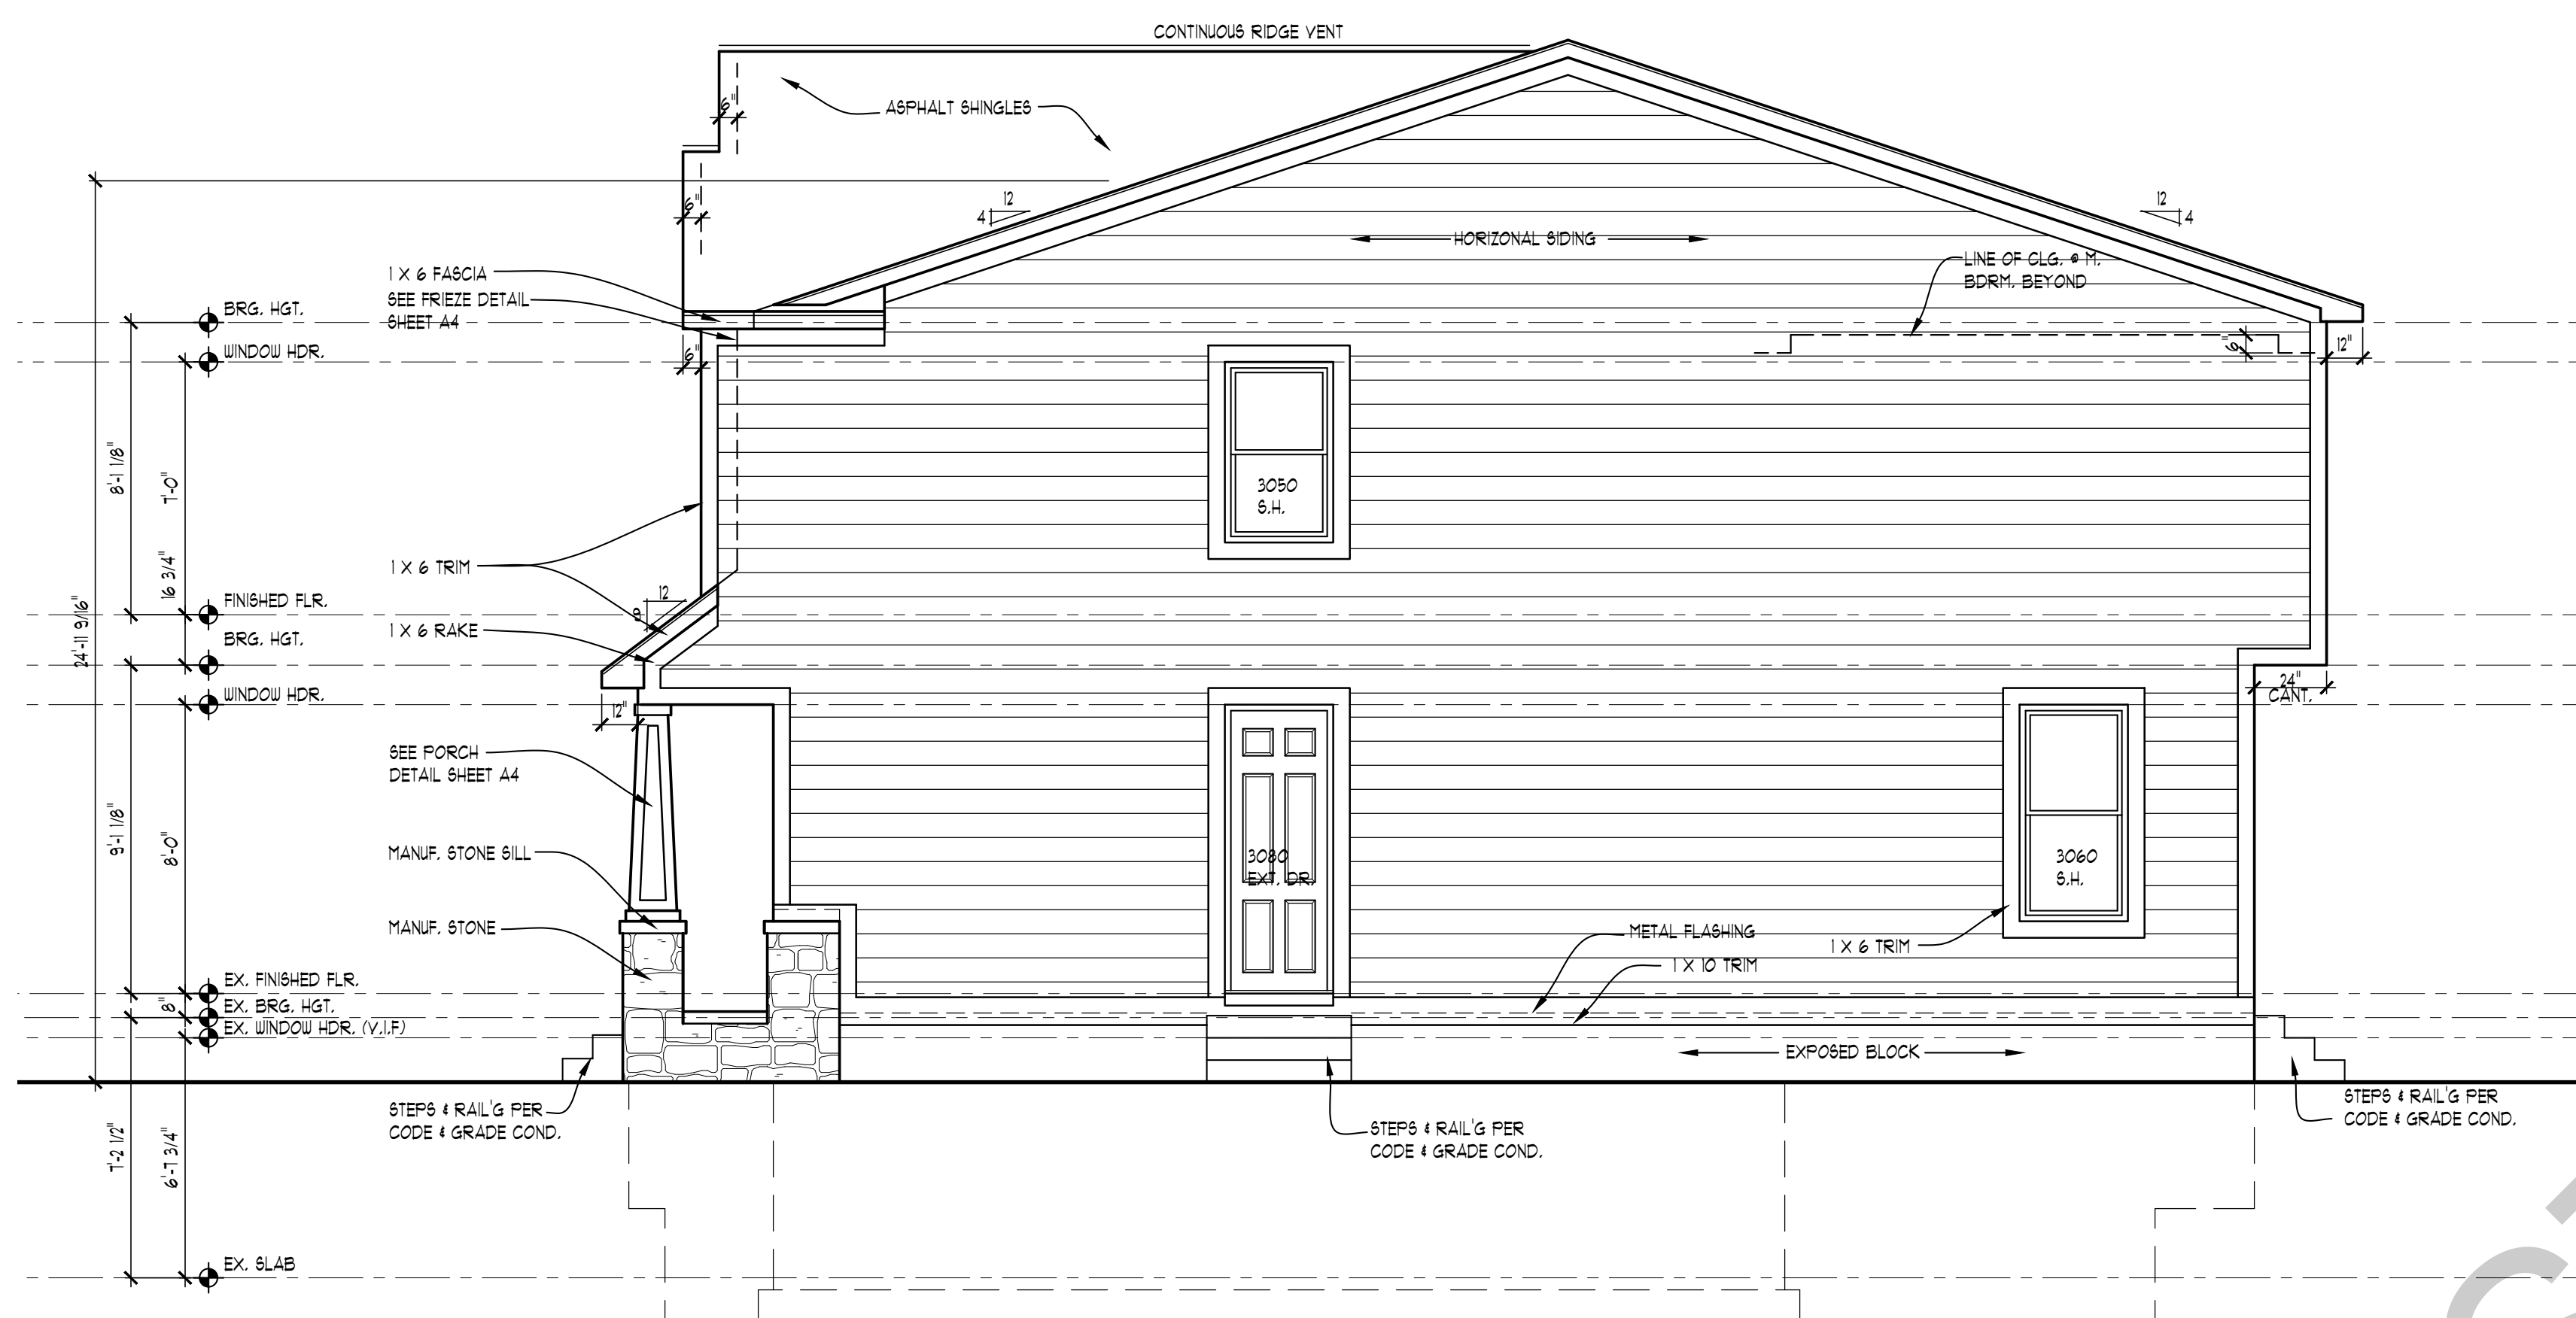 CONTINUOUS RIDGE VENT
6"
ASPHALT SHINGLES
6"
12
4
12
4
HORIZONAL SIDING
LINE OF CLG. @ M.
BDRM. BEYOND
1 X 6 FASCIA
SEE FRIEZE DETAIL
SHEET A4
BRG. HGT.
WINDOW HDR.
6"
6"
12"
8'-1 1/8"
7'-0"
3050
S.H.
1 X 6 TRIM
16 3/4"
12
9
FINISHED FLR.
24'-11 9/16"
1 X 6 RAKE
BRG. HGT.
24"
CANT.
WINDOW HDR.
12"
SEE PORCH
DETAIL SHEET A4
9'-1 1/8"
8'-0"
MANUF. STONE SILL
3080
EXT. DR.
3060
S.H.
MANUF. STONE
METAL FLASHING
1 X 6 TRIM
1 X 10 TRIM
EX. FINISHED FLR.
8"
EX. BRG. HGT.
EX. WINDOW HDR. (V.I.F)
EXPOSED BLOCK
STEPS & RAIL'G PER
CODE & GRADE COND.
STEPS & RAIL'G PER
CODE & GRADE COND.
STEPS & RAIL'G PER
CODE & GRADE COND.
7'-2 1/2"
6'-7 3/4"
EX. SLAB